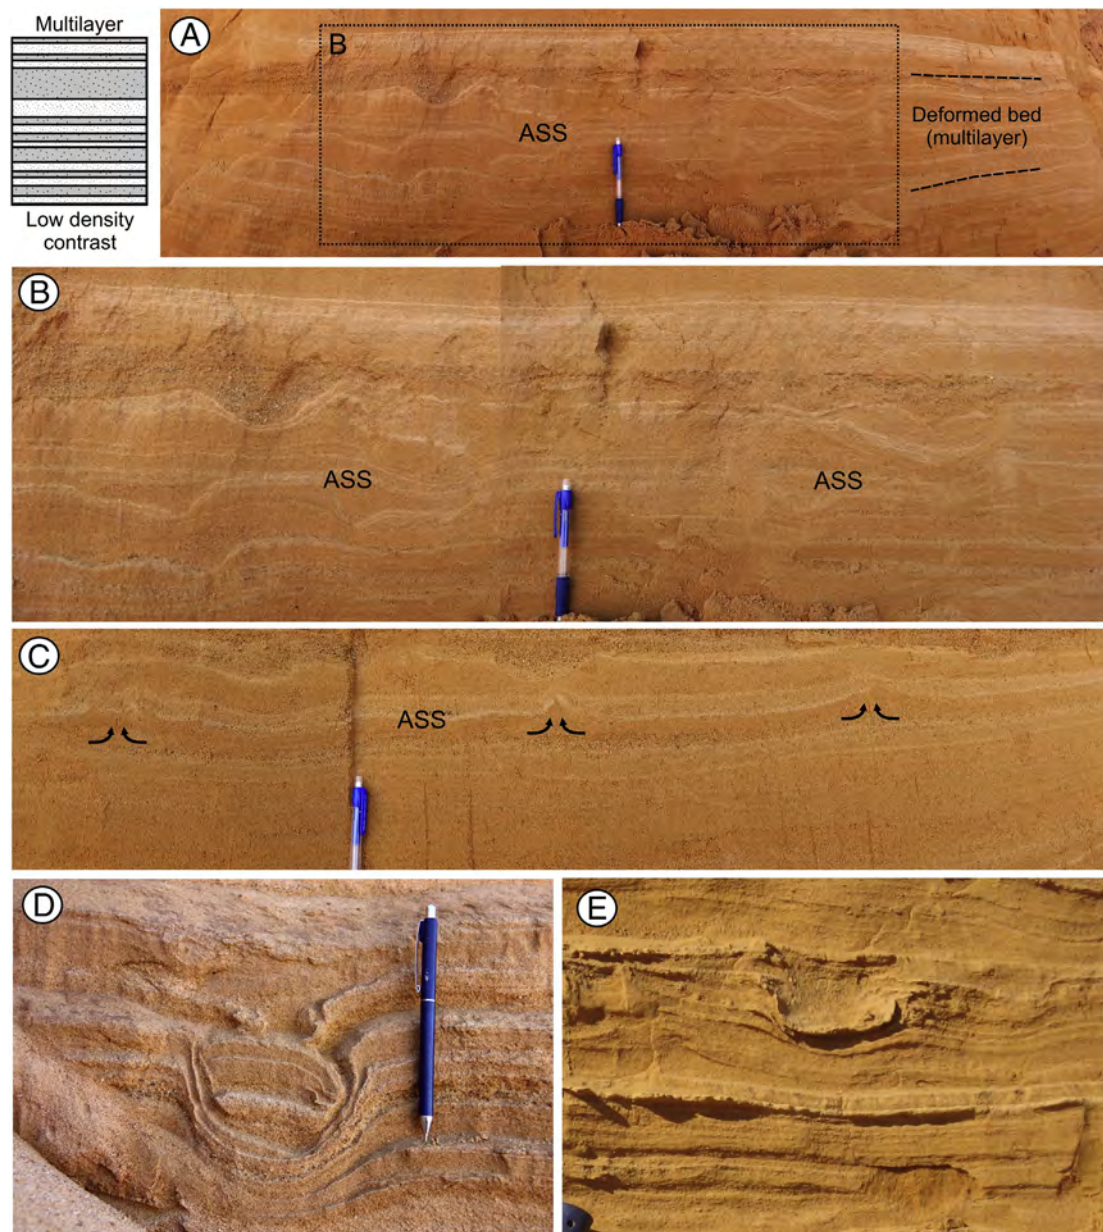 Multilayer
Low density
contrast
A
B
ASS
Deformed bed
(multilayer)
B
ASS
ASS
C
ASS
D
E